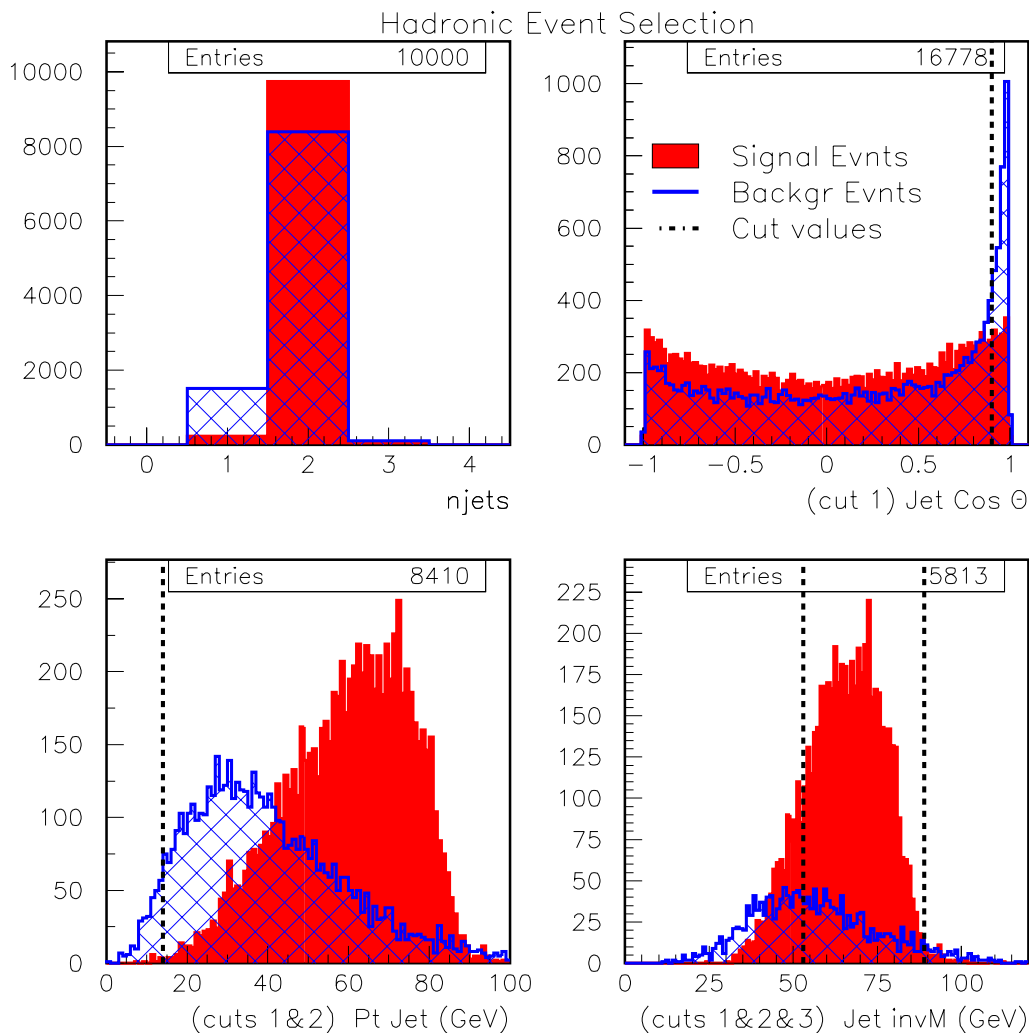 Hadronic Event Selection
Entries 10000
10000
8000
6000
4000
2000
0
0 1 2 3 4
njets
Entries 16778
1000
800
600
400
200
0
Signal Evnts
Backgr Evnts
Cut values
−1 −0.5 0 0.5 1
(cut 1) Jet Cos Θ
Entries 8410
250
200
150
100
50
0
0 20 40 60 80 100
(cuts 1&2) Pt Jet (GeV)
Entries 5813
225
200
175
150
125
100
75
50
25
0
0 25 50 75 100
(cuts 1&2&3) Jet invM (GeV)